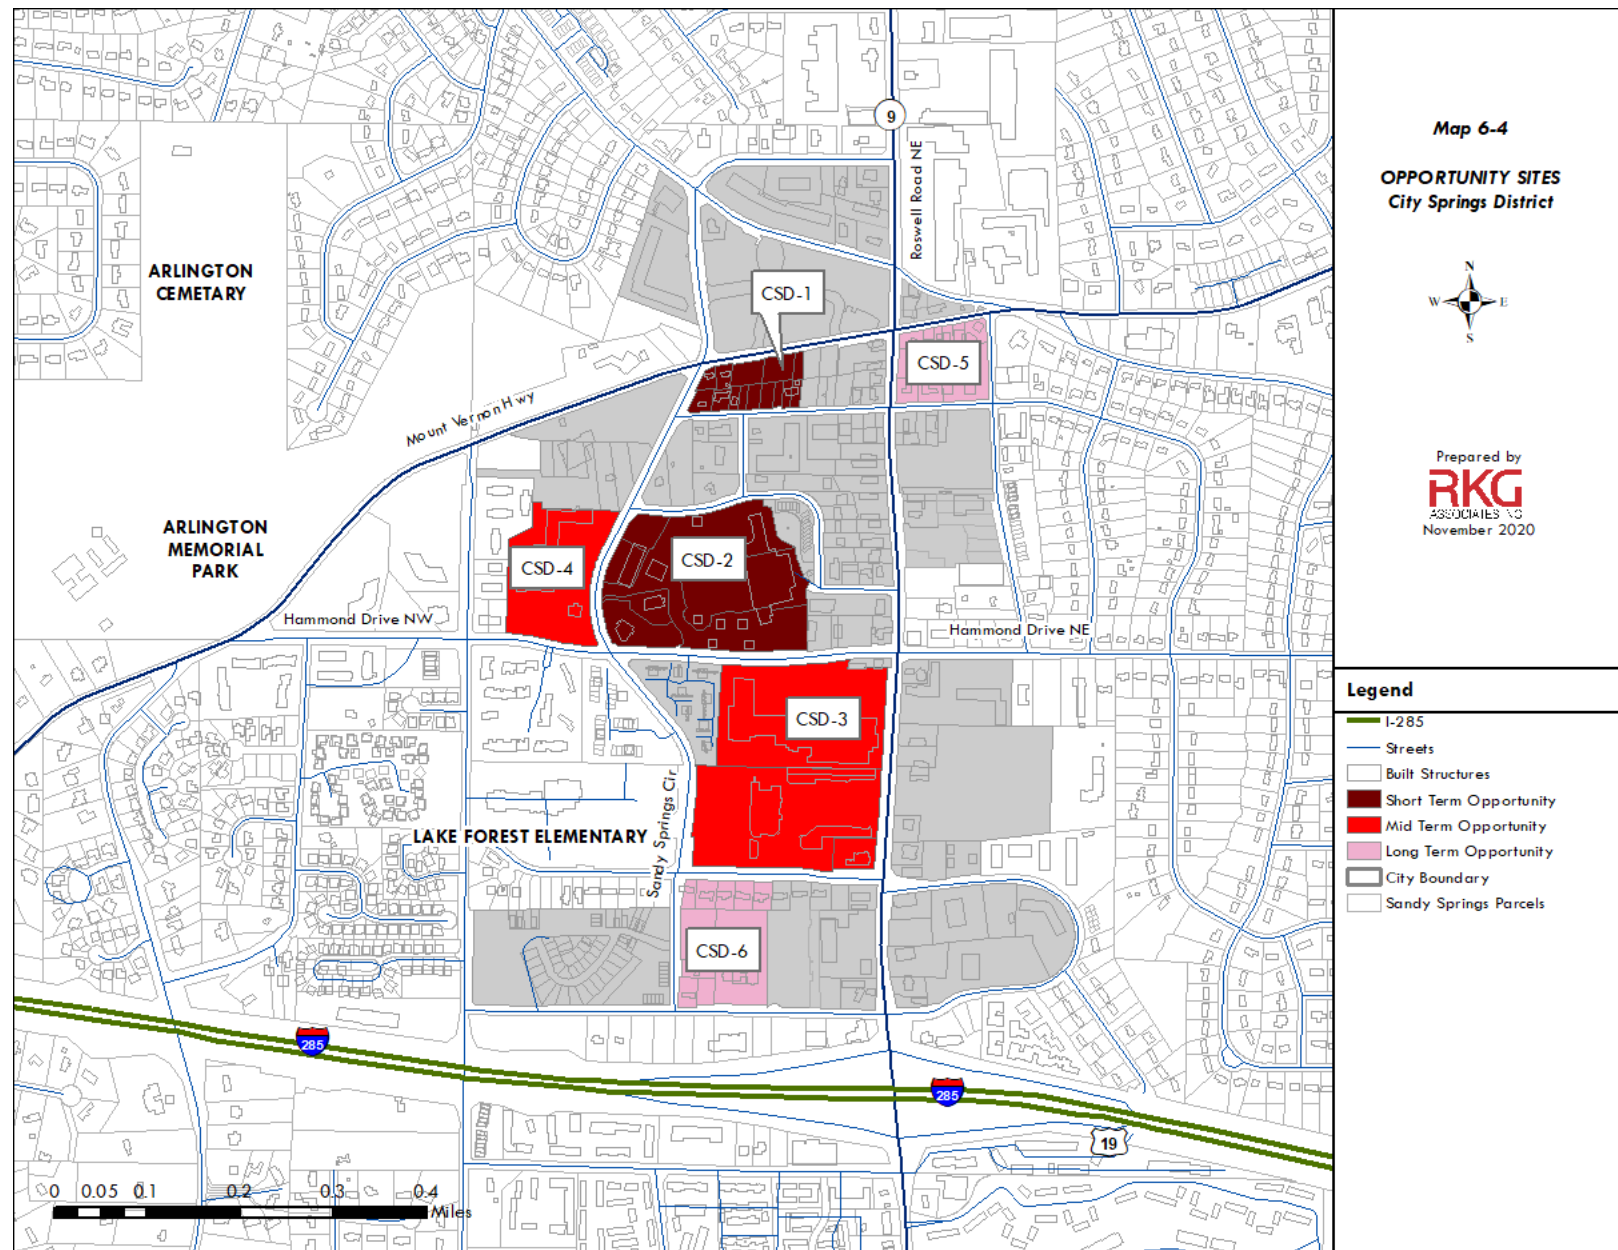 9
Roswell Road NE
ARLINGTON
CEMETARY
CSD-1
CSD-5
Mount Vernon Hwy
ARLINGTON
MEMORIAL
PARK
CSD-4
CSD-2
Hammond Drive NW
Hammond Drive NE
CSD-3
Sandy Springs Cir
LAKE FOREST ELEMENTARY
CSD-6
285
285
19
0 0.05 0.1 0.2 0.3 0.4
Miles
Map 6-4
OPPORTUNITY SITES
City Springs District
N
W E
S
Prepared by
RKG
ASSOCIATES INC
November 2020
Legend
I-285
Streets
Built Structures
Short Term Opportunity
Mid Term Opportunity
Long Term Opportunity
City Boundary
Sandy Springs Parcels